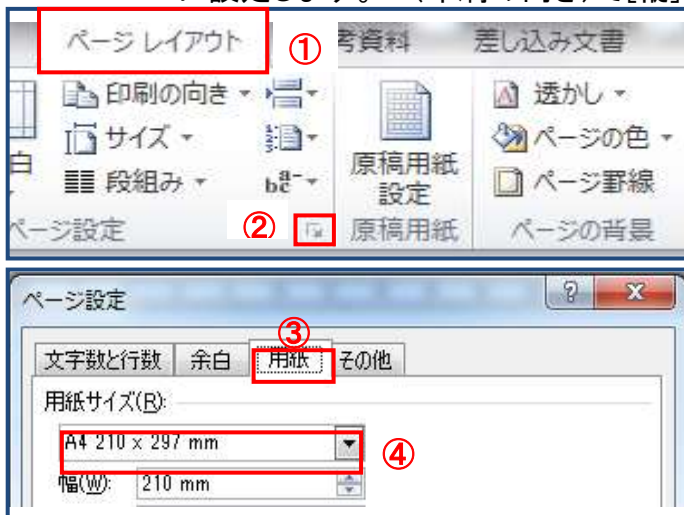 ページ レイアウト ① 考資料 差し込み文書
印刷の向き 透かし
サイズ ページの色
白 段組み bc a- 原稿用紙 設定 ページ罫線
ページ設定 ② 原稿用紙 ページの背景
ページ設定 ? X
③
文字数と行数 余白 用紙 その他
用紙サイズ(R):
A4 210 x 297 mm ④
幅(W): 210 mm